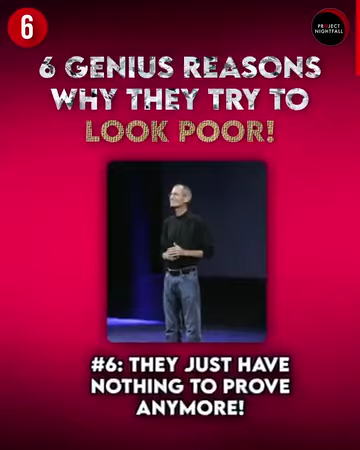 6
PROJECT
NIGHTFALL
6 GENIUS REASONS
WHY THEY TRY TO
LOOK POOR!
#6: THEY JUST HAVE
NOTHING TO PROVE
ANYMORE!